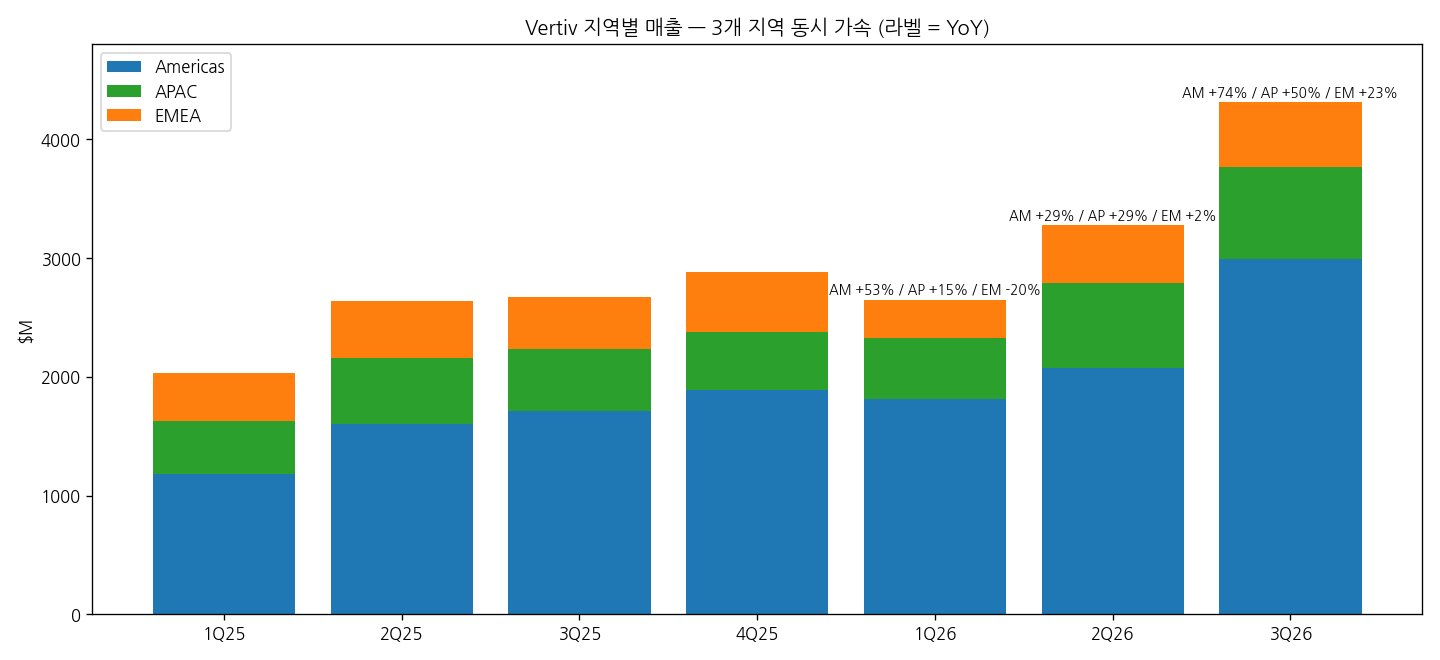 Vertiv 지역별 매출 — 3개 지역 동시 가속 (라벨 = YoY)
Americas
APAC
EMEA
$M
4000
3000
2000
1000
0
AM +53% / AP +15% / EM -20%
AM +29% / AP +29% / EM +2%
AM +74% / AP +50% / EM +23%
1Q25
2Q25
3Q25
4Q25
1Q26
2Q26
3Q26